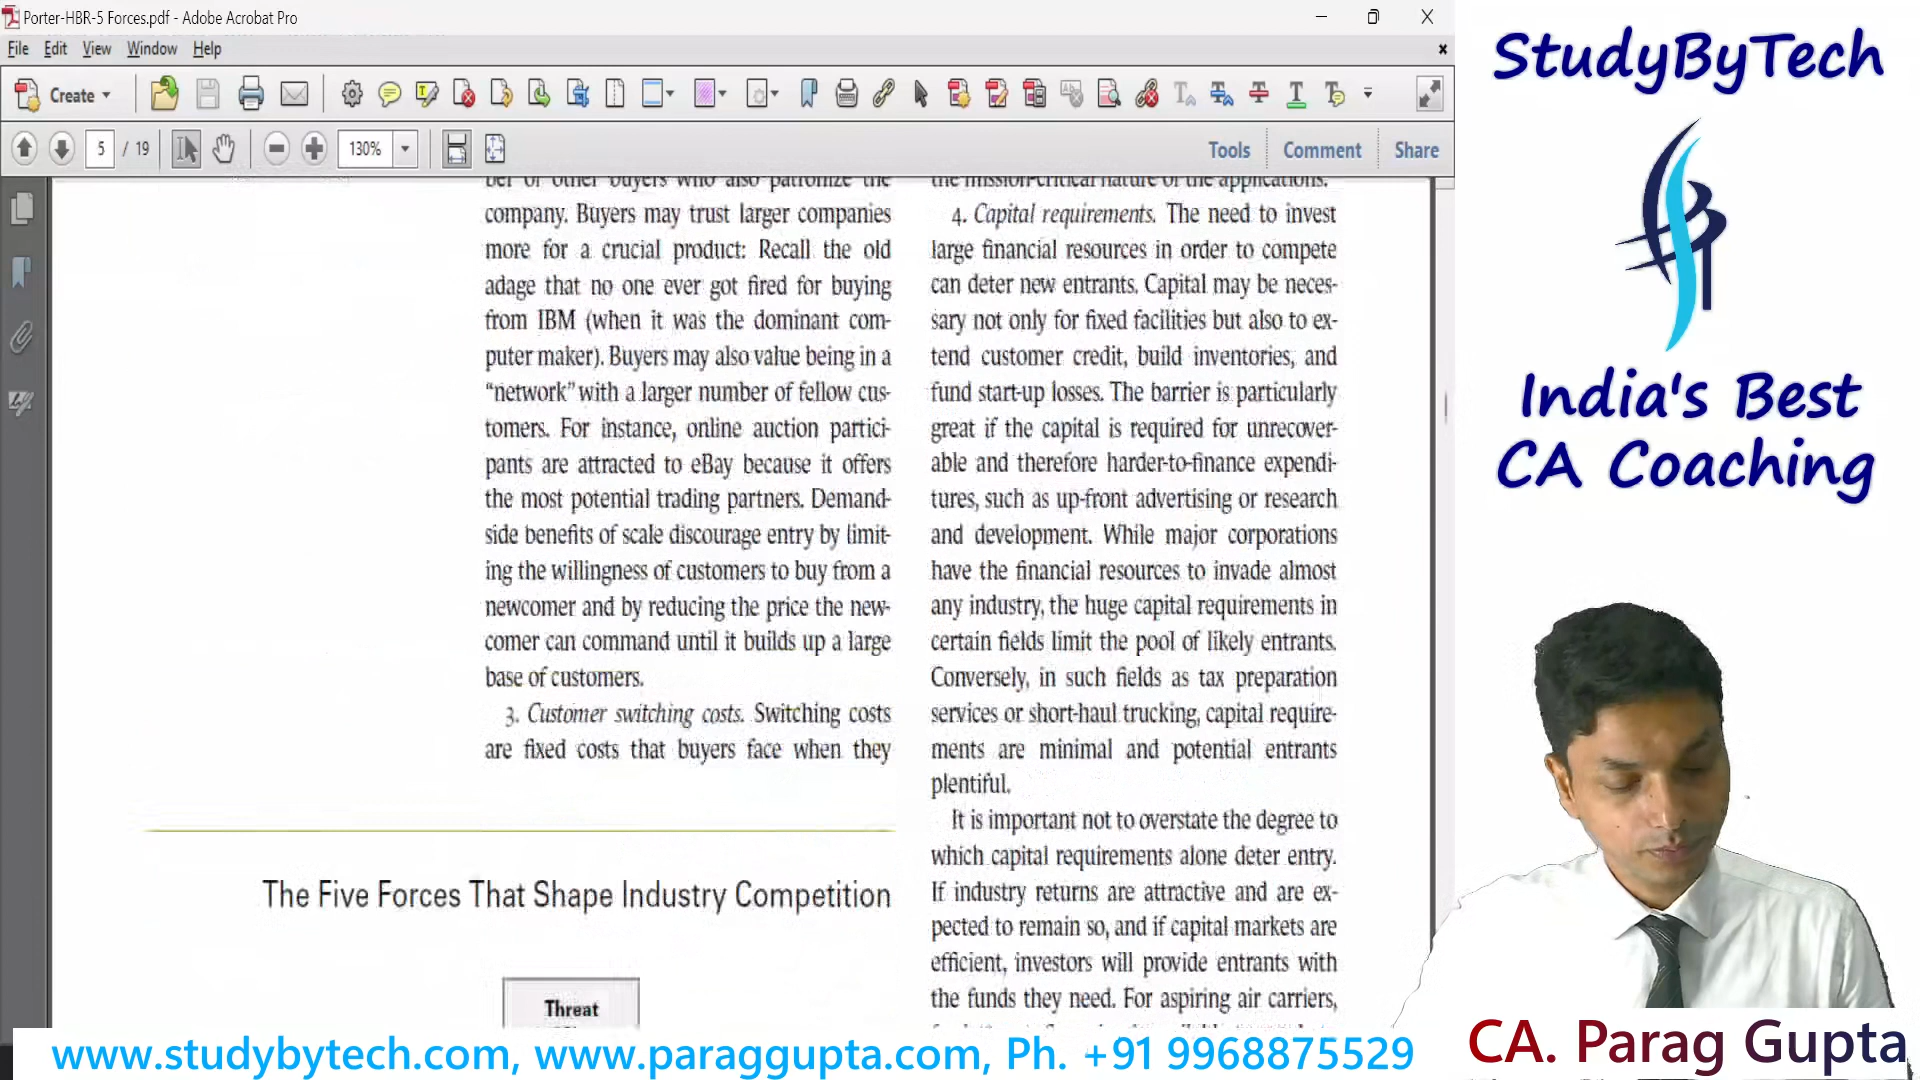 Porter-HBR-5 Forces.pdf - Adobe Acrobat Pro
File Edit View Window Help
Create
5 / 19 130% Tools Comment Share
ber of other buyers who also patronize the
company. Buyers may trust larger companies
more for a crucial product: Recall the old
adage that no one ever got fired for buying
from IBM (when it was the dominant com-
puter maker). Buyers may also value being in a
“network” with a larger number of fellow cus-
tomers. For instance, online auction partici-
pants are attracted to eBay because it offers
the most potential trading partners. Demand-
side benefits of scale discourage entry by limit-
ing the willingness of customers to buy from a
newcomer and by reducing the price the new-
comer can command until it builds up a large
base of customers.
3. Customer switching costs. Switching costs
are fixed costs that buyers face when they
The Five Forces That Shape Industry Competition
Threat
the mission-critical nature of the applications.
4. Capital requirements. The need to invest
large financial resources in order to compete
can deter new entrants. Capital may be neces-
sary not only for fixed facilities but also to ex-
tend customer credit, build inventories, and
fund start-up losses. The barrier is particularly
great if the capital is required for unrecover-
able and therefore harder-to-finance expendi-
tures, such as up-front advertising or research
and development. While major corporations
have the financial resources to invade almost
any industry, the huge capital requirements in
certain fields limit the pool of likely entrants.
Conversely, in such fields as tax preparation
services or short-haul trucking, capital require-
ments are minimal and potential entrants
plentiful.
It is important not to overstate the degree to
which capital requirements alone deter entry.
If industry returns are attractive and are ex-
pected to remain so, and if capital markets are
efficient, investors will provide entrants with
the funds they need. For aspiring air carriers,
StudyByTech
India's Best
CA Coaching
www.studybytech.com, www.paraggupta.com, Ph. +91 9968875529
CA. Parag Gupta